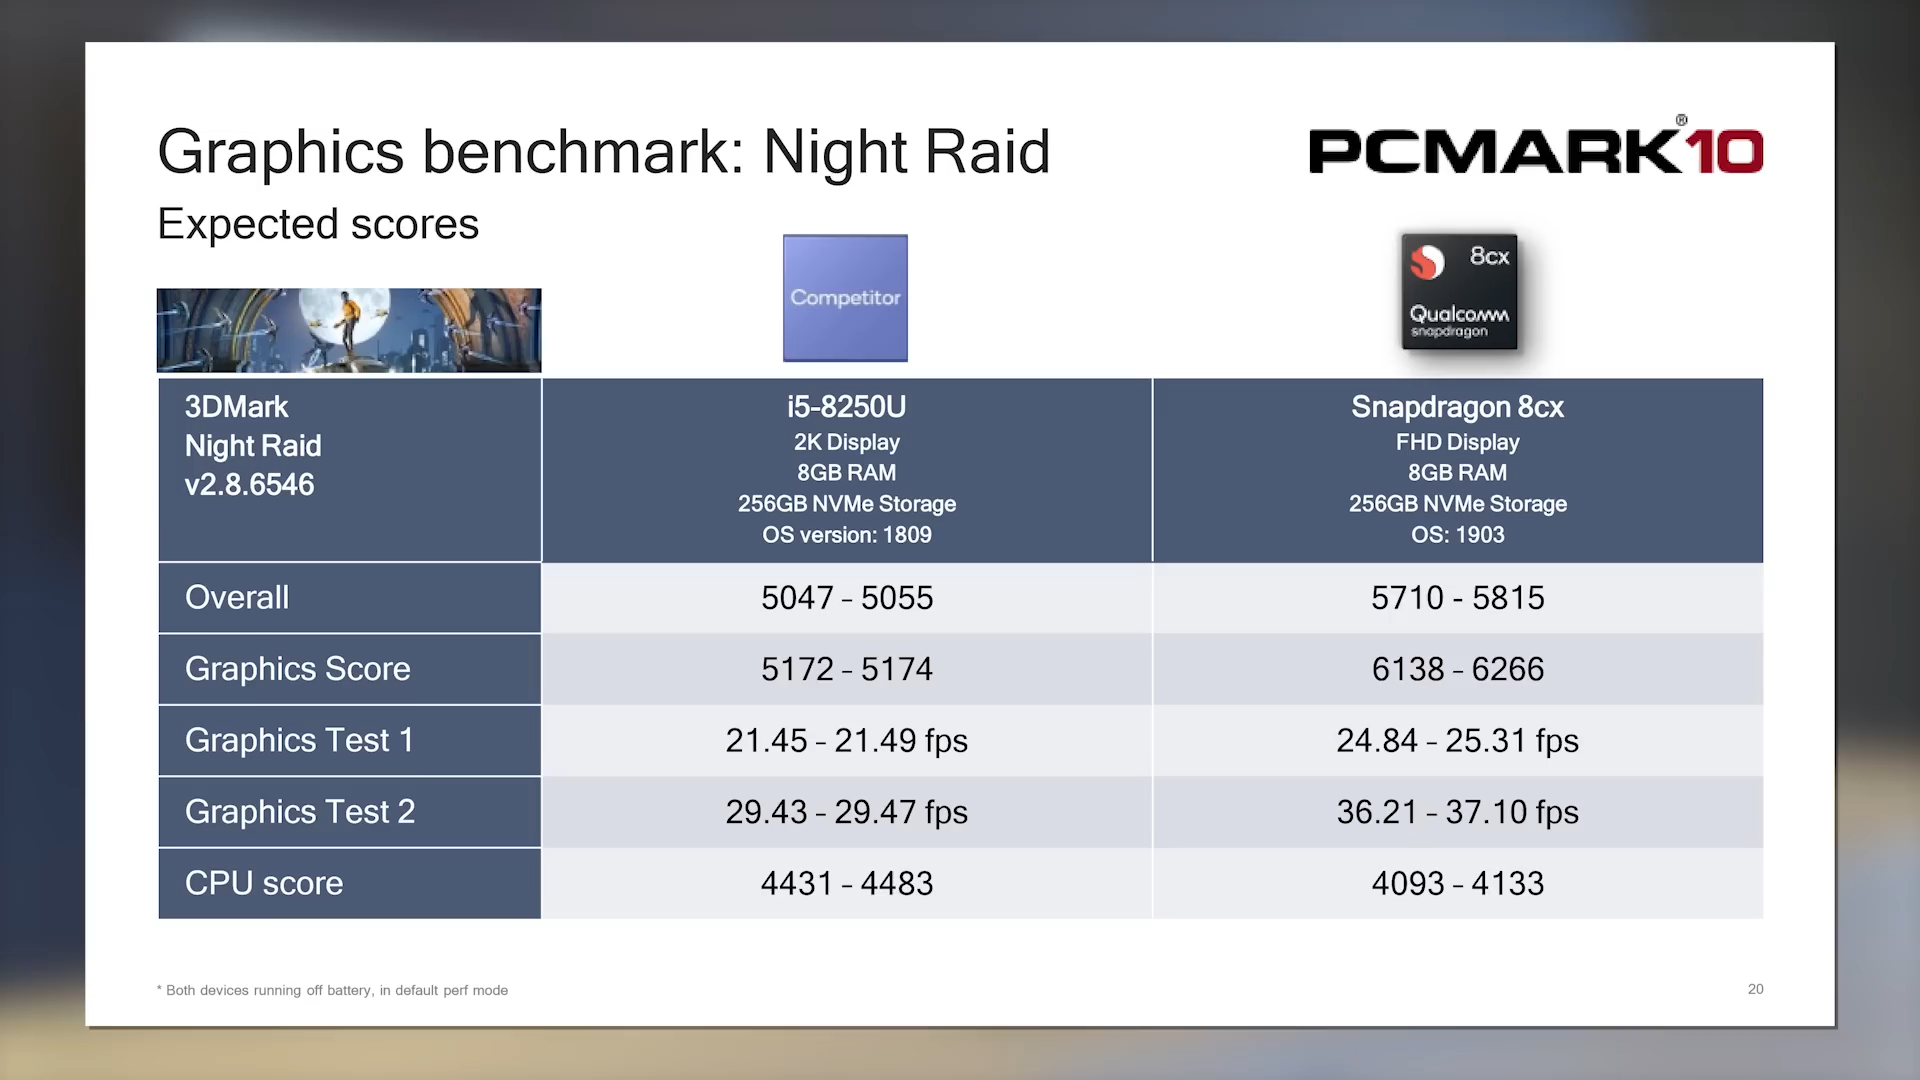 Graphics benchmark: Night Raid
PCMARK®10
Expected scores
Competitor
8cx
Qualcomm
snapdragon
3DMark
Night Raid
v2.8.6546
i5-8250U
2K Display
8GB RAM
256GB NVMe Storage
OS version: 1809
Snapdragon 8cx
FHD Display
8GB RAM
256GB NVMe Storage
OS: 1903
Overall 5047 - 5055 5710 - 5815
Graphics Score 5172 - 5174 6138 - 6266
Graphics Test 1 21.45 - 21.49 fps 24.84 - 25.31 fps
Graphics Test 2 29.43 - 29.47 fps 36.21 - 37.10 fps
CPU score 4431 - 4483 4093 - 4133
* Both devices running off battery, in default perf mode
20